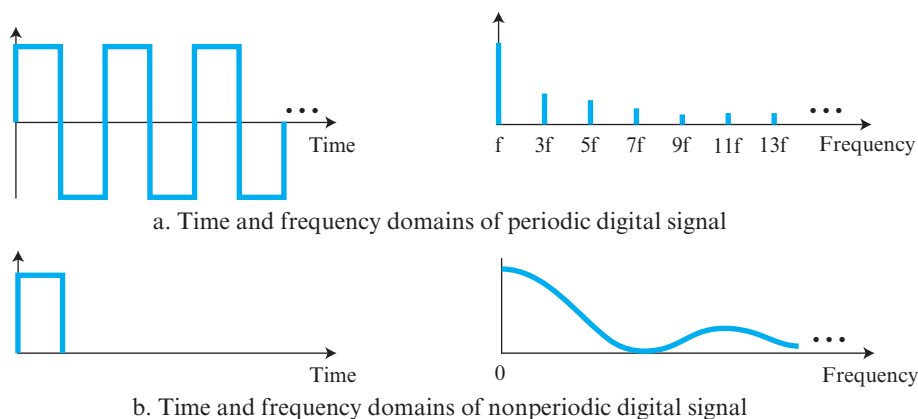 ...
...
Time
f 3f 5f 7f 9f 11f 13f Frequency
a. Time and frequency domains of periodic digital signal
...
Time
0
Frequency
b. Time and frequency domains of nonperiodic digital signal